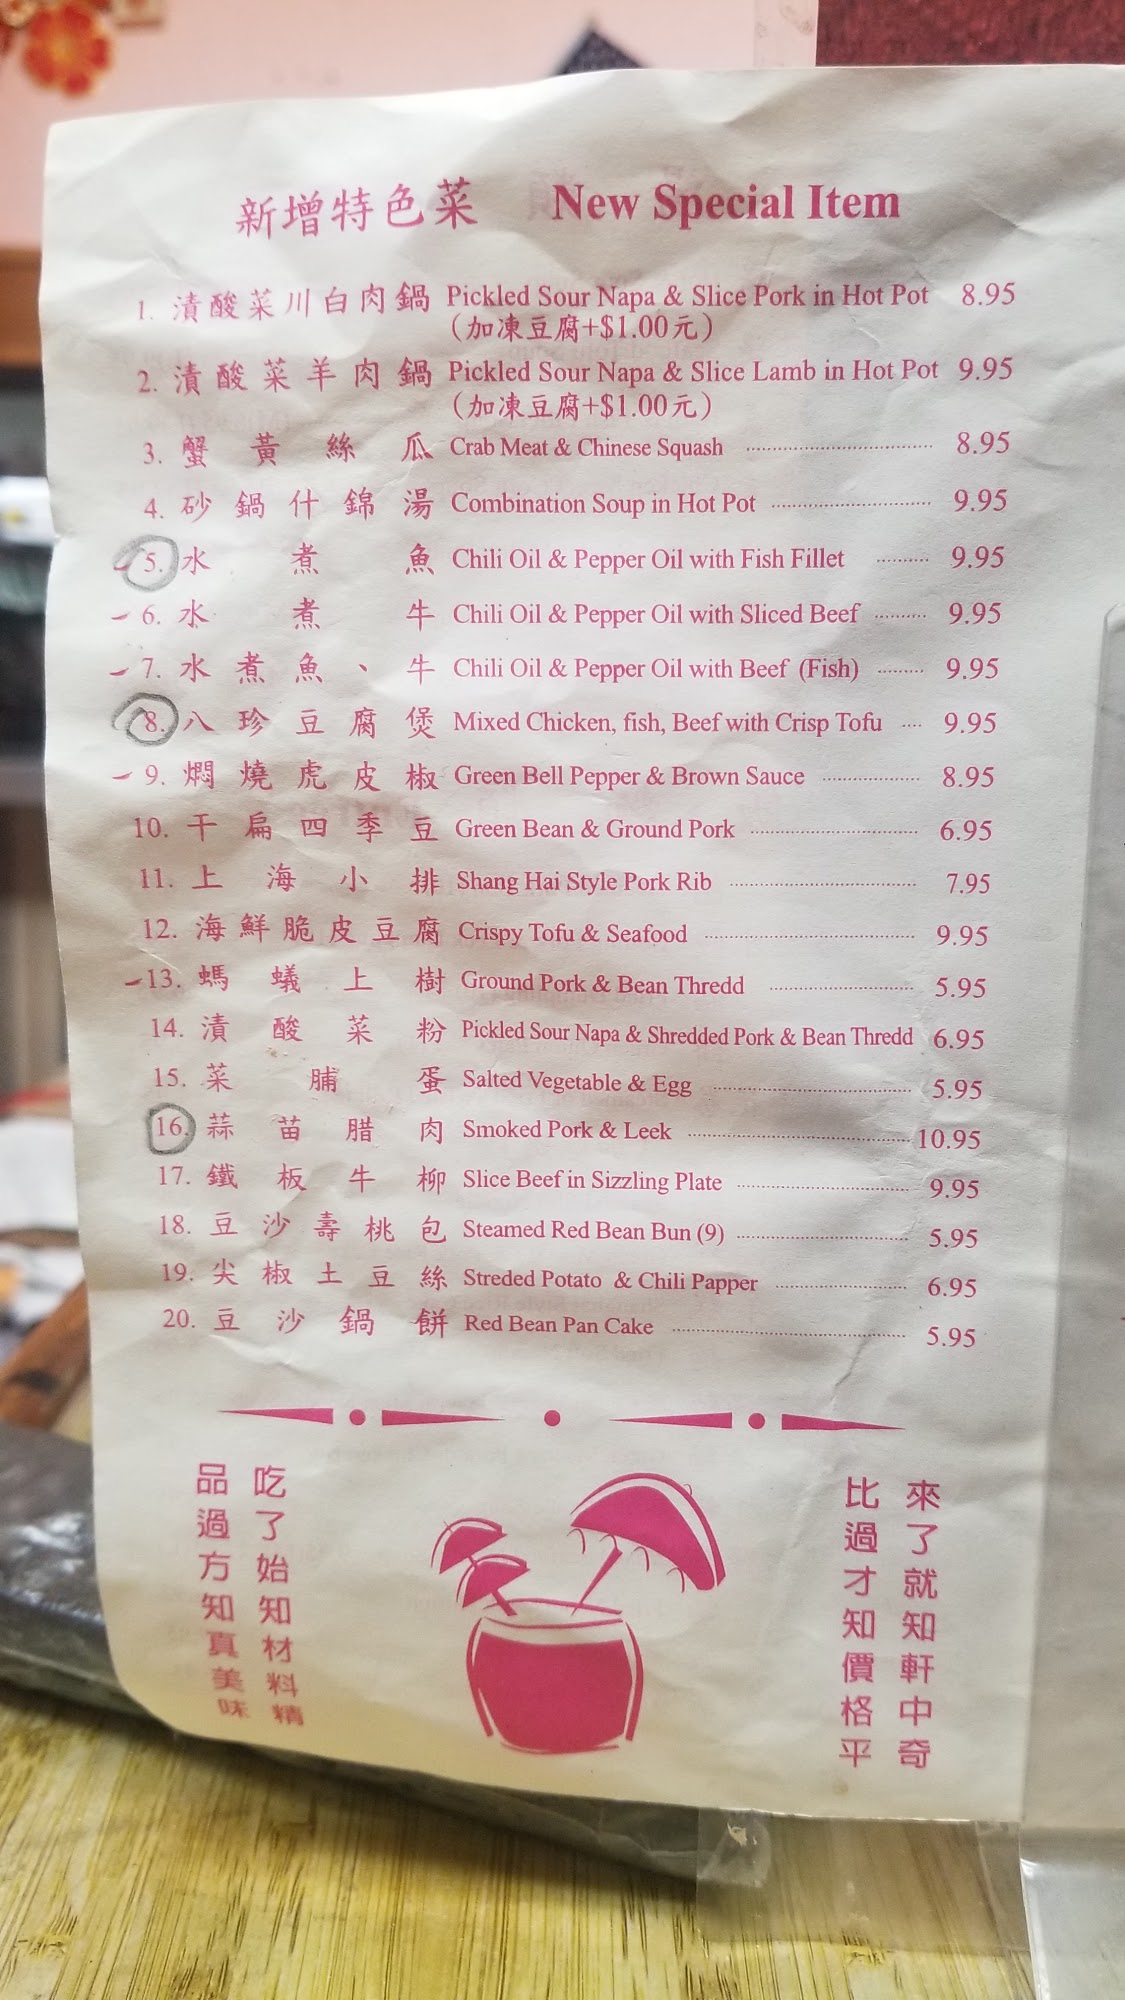 新增特色菜 New Special Item
1. 漬酸菜川白肉鍋 Pickled Sour Napa & Slice Pork in Hot Pot 8.95
(加凍豆腐+$1.00元)
2. 漬酸菜羊肉鍋 Pickled Sour Napa & Slice Lamb in Hot Pot 9.95
(加凍豆腐+$1.00元)
3. 蟹黃絲瓜 Crab Meat & Chinese Squash 8.95
4. 砂鍋什錦湯 Combination Soup in Hot Pot 9.95
5. 水煮魚 Chili Oil & Pepper Oil with Fish Fillet 9.95
6. 水煮牛 Chili Oil & Pepper Oil with Sliced Beef 9.95
7. 水煮魚、牛 Chili Oil & Pepper Oil with Beef (Fish) 9.95
8. 八珍豆腐煲 Mixed Chicken, fish, Beef with Crisp Tofu 9.95
9. 燜燒虎皮椒 Green Bell Pepper & Brown Sauce 8.95
10. 干扁四季豆 Green Bean & Ground Pork 6.95
11. 上海小排 Shang Hai Style Pork Rib 7.95
12. 海鮮脆皮豆腐 Crispy Tofu & Seafood 9.95
13. 螞蟻上樹 Ground Pork & Bean Thredd 5.95
14. 漬酸菜粉 Pickled Sour Napa & Shredded Pork & Bean Thredd 6.95
15. 菜脯蛋 Salted Vegetable & Egg 5.95
16. 蒜苗腊肉 Smoked Pork & Leek 10.95
17. 鐵板牛柳 Slice Beef in Sizzling Plate 9.95
18. 豆沙壽桃包 Steamed Red Bean Bun (9) 5.95
19. 尖椒土豆絲 Streded Potato & Chili Papper 6.95
20. 豆沙鍋餅 Red Bean Pan Cake 5.95
來了就知軒中奇
比過才知價格平
吃了始知材料精
品過方知真美味